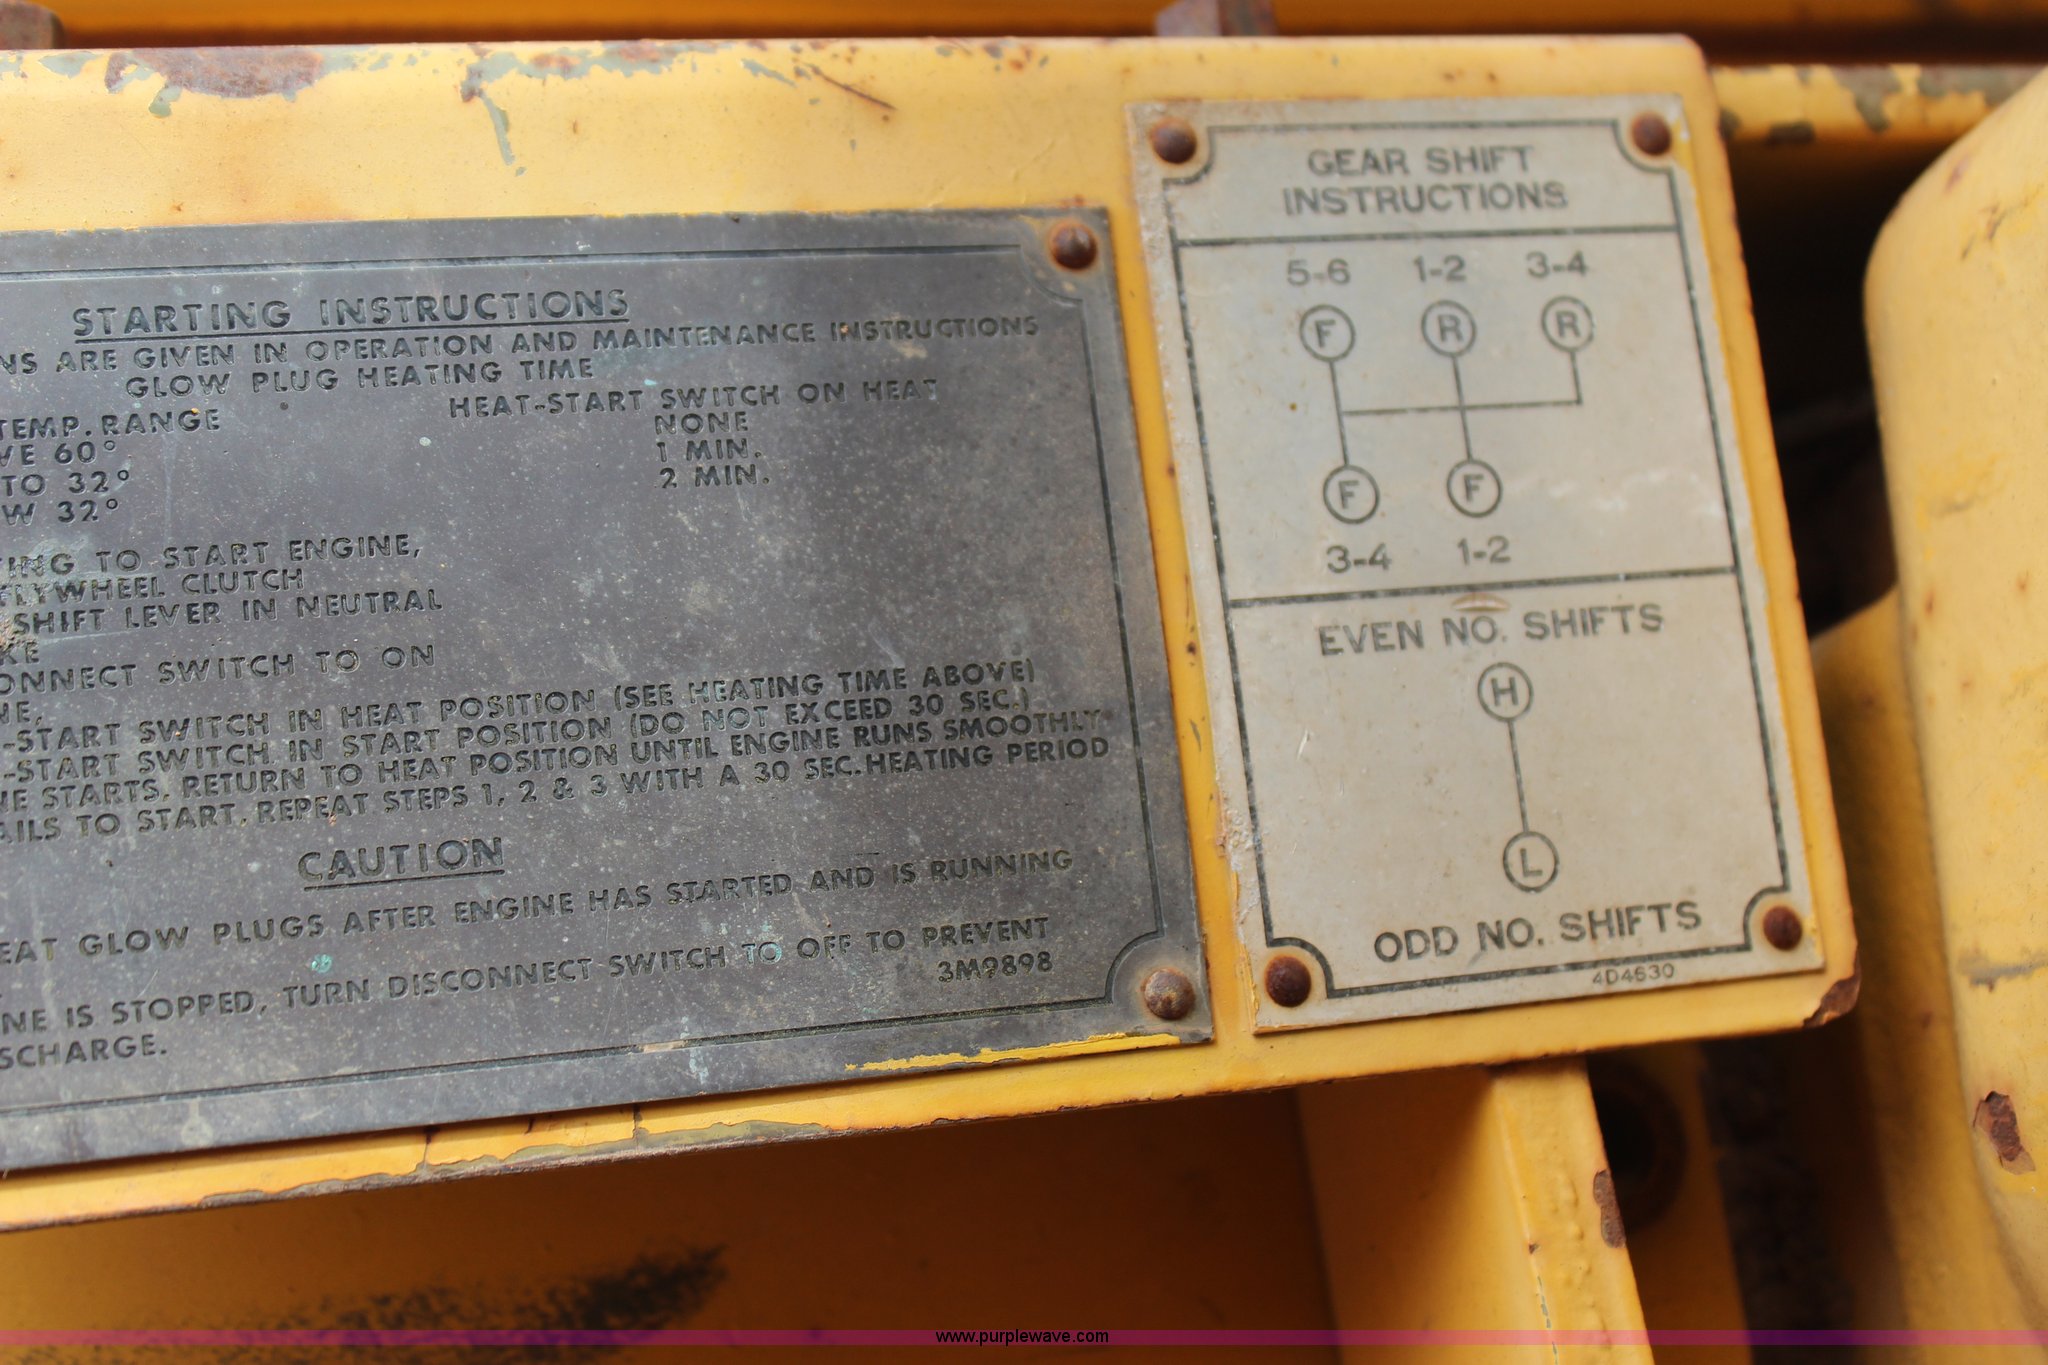 STARTING INSTRUCTIONS
NS ARE GIVEN IN OPERATION AND MAINTENANCE INSTRUCTIONS
GLOW PLUG HEATING TIME
TEMP. RANGE HEAT-START SWITCH ON HEAT
VE 60° NONE
TO 32° 1 MIN.
W 32° 2 MIN.
TING TO START ENGINE,
FLYWHEEL CLUTCH
SHIFT LEVER IN NEUTRAL
KE
ONNECT SWITCH TO ON
NE,
-START SWITCH IN HEAT POSITION (SEE HEATING TIME ABOVE)
-START SWITCH IN START POSITION (DO NOT EXCEED 30 SEC.)
NE STARTS, RETURN TO HEAT POSITION UNTIL ENGINE RUNS SMOOTHLY.
AILS TO START, REPEAT STEPS 1, 2 & 3 WITH A 30 SEC. HEATING PERIOD
CAUTION
EAT GLOW PLUGS AFTER ENGINE HAS STARTED AND IS RUNNING
NE IS STOPPED, TURN DISCONNECT SWITCH TO OFF TO PREVENT
SCHARGE.
3M9898
GEAR SHIFT
INSTRUCTIONS
5-6 1-2 3-4
F R R
F F
3-4 1-2
EVEN NO. SHIFTS
H
L
ODD NO. SHIFTS
4D4630
www.purplewave.com